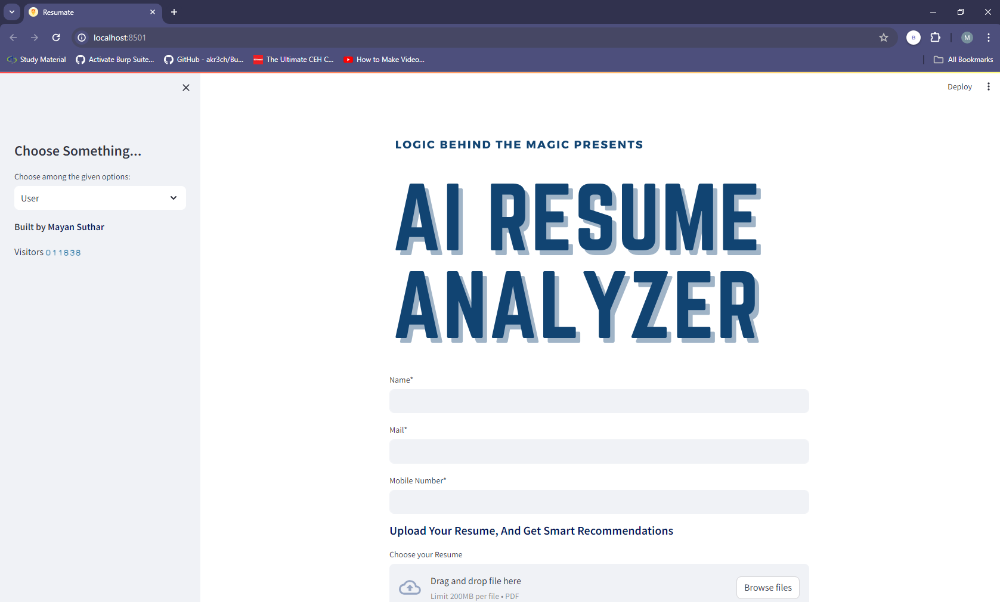 Resumate
localhost:8501
B
M
Study Material
Activate Burp Suite...
GitHub - akr3ch/Bu...
The Ultimate CEH C...
How to Make Video...
All Bookmarks
Deploy
Choose Something...
Choose among the given options:
User
Built by Mayan Suthar
Visitors 011838
LOGIC BEHIND THE MAGIC PRESENTS
AI RESUME
ANALYZER
Name*
Mail*
Mobile Number*
Upload Your Resume, And Get Smart Recommendations
Choose your Resume
Drag and drop file here
Limit 200MB per file • PDF
Browse files